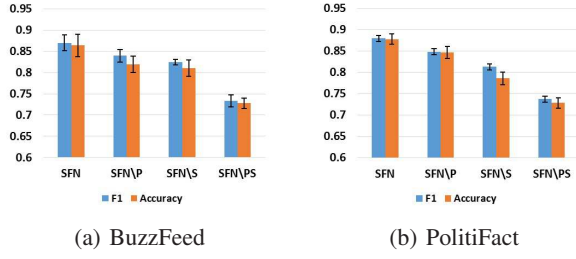 0.95
0.9
0.85
0.8
0.75
0.7
0.65
0.6
SFN SFN\P SFN\S SFN\PS
F1 Accuracy
(a) BuzzFeed
0.95
0.9
0.85
0.8
0.75
0.7
0.65
0.6
SFN SFN\P SFN\S SFN\PS
F1 Accuracy
(b) PolitiFact